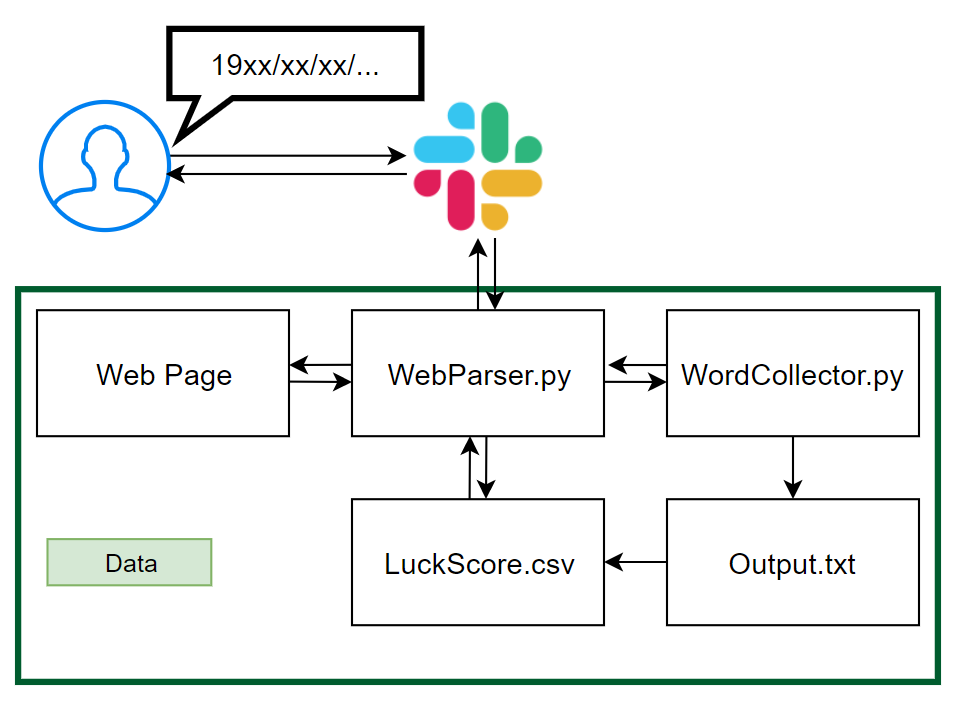 19xx/xx/xx/...
Web Page
WebParser.py
WordCollector.py
Data
LuckScore.csv
Output.txt